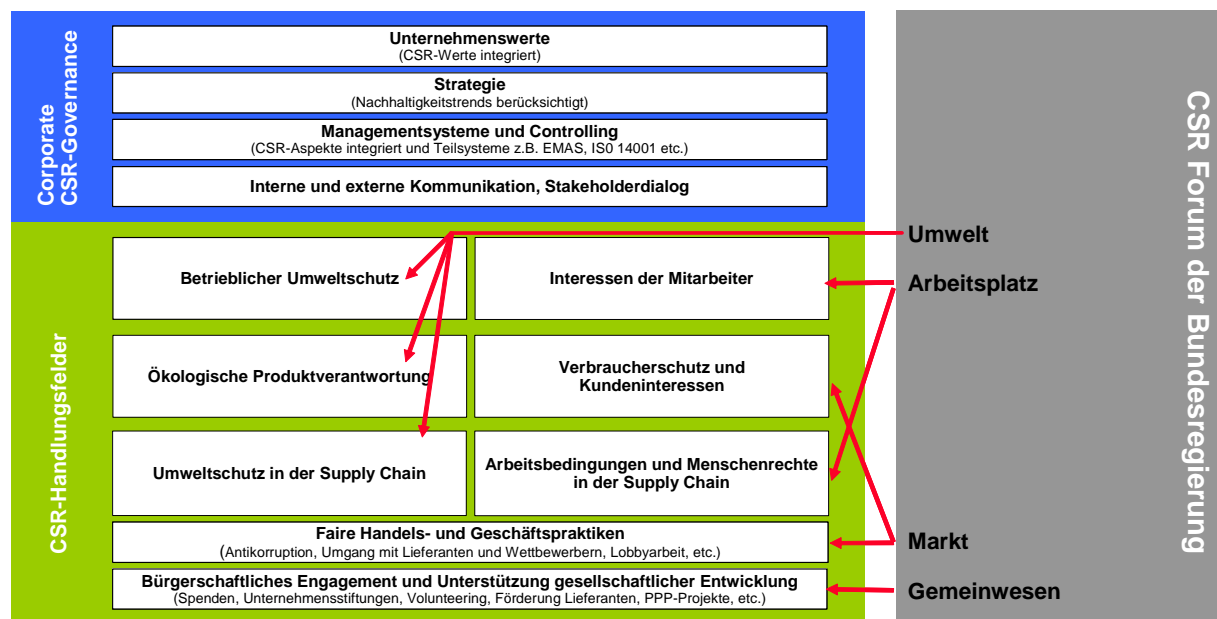 Corporate
CSR-Governance
Unternehmenswerte
(CSR-Werte integriert)
Strategie
(Nachhaltigkeitstrends berücksichtigt)
Managementsysteme und Controlling
(CSR-Aspekte integriert und Teilsysteme z.B. EMAS, IS0 14001 etc.)
Interne und externe Kommunikation, Stakeholderdialog
CSR-Handlungsfelder
Betrieblicher Umweltschutz
Interessen der Mitarbeiter
Ökologische Produktverantwortung
Verbraucherschutz und
Kundeninteressen
Umweltschutz in der Supply Chain
Arbeitsbedingungen und Menschenrechte
in der Supply Chain
Faire Handels- und Geschäftspraktiken
(Antikorruption, Umgang mit Lieferanten und Wettbewerbern, Lobbyarbeit, etc.)
Bürgerschaftliches Engagement und Unterstützung gesellschaftlicher Entwicklung
(Spenden, Unternehmensstiftungen, Volunteering, Förderung Lieferanten, PPP-Projekte, etc.)
Umwelt
Arbeitsplatz
Markt
Gemeinwesen
CSR Forum der Bundesregierung